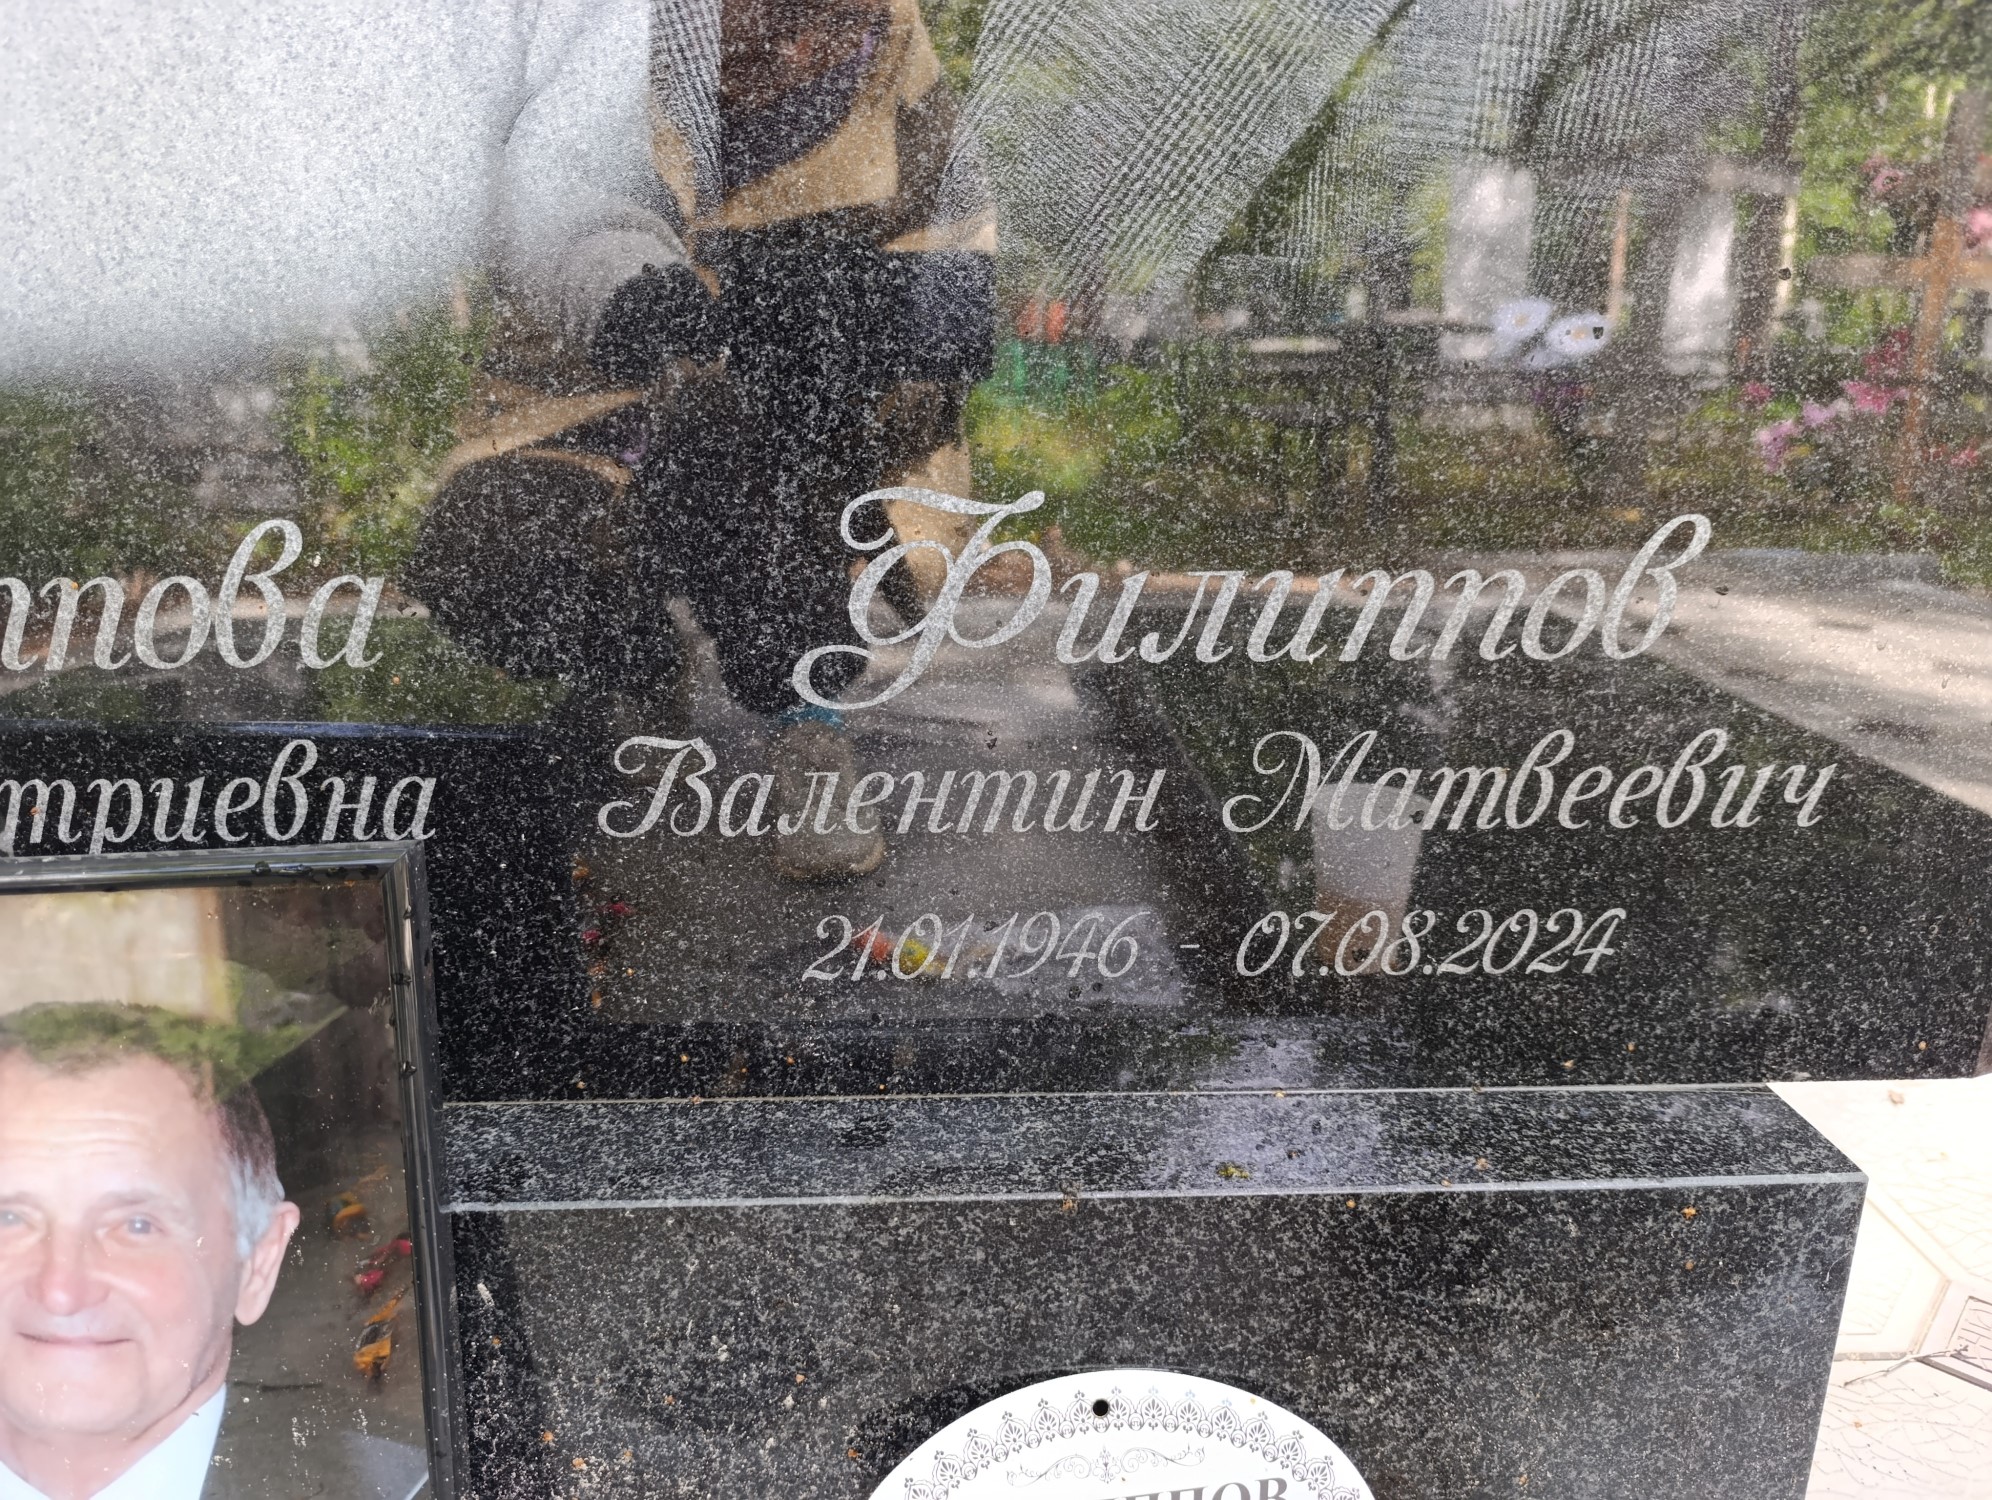 ппова
Филиппов
триевна
Валентин Матвеевич
21.01.1946 - 07.08.2024